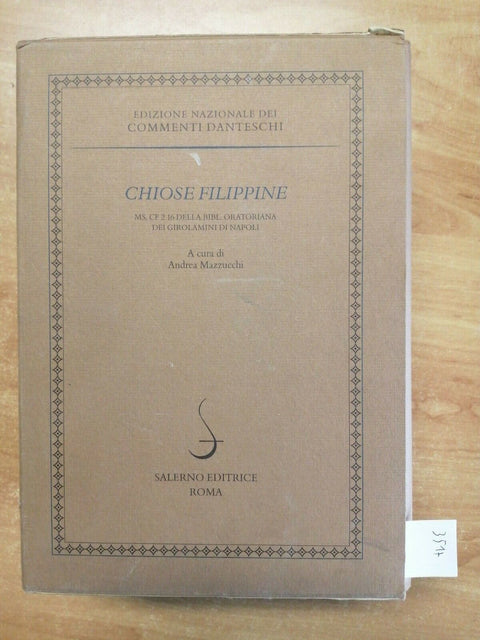 EDIZIONE NAZIONALE DEI
COMMENTI DANTESCHI
CHIOSE FILIPPINE
MS. CF 2 16 DELLA BIBL. ORATORIANA
DEI GIROLAMINI DI NAPOLI
A cura di
Andrea Mazzucchi
SALERNO EDITRICE
ROMA
3517